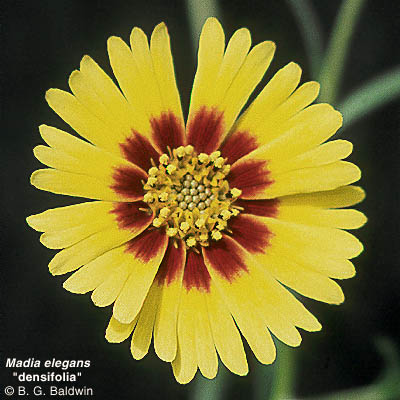 Madia elegans
"densifolia"
© B. G. Baldwin